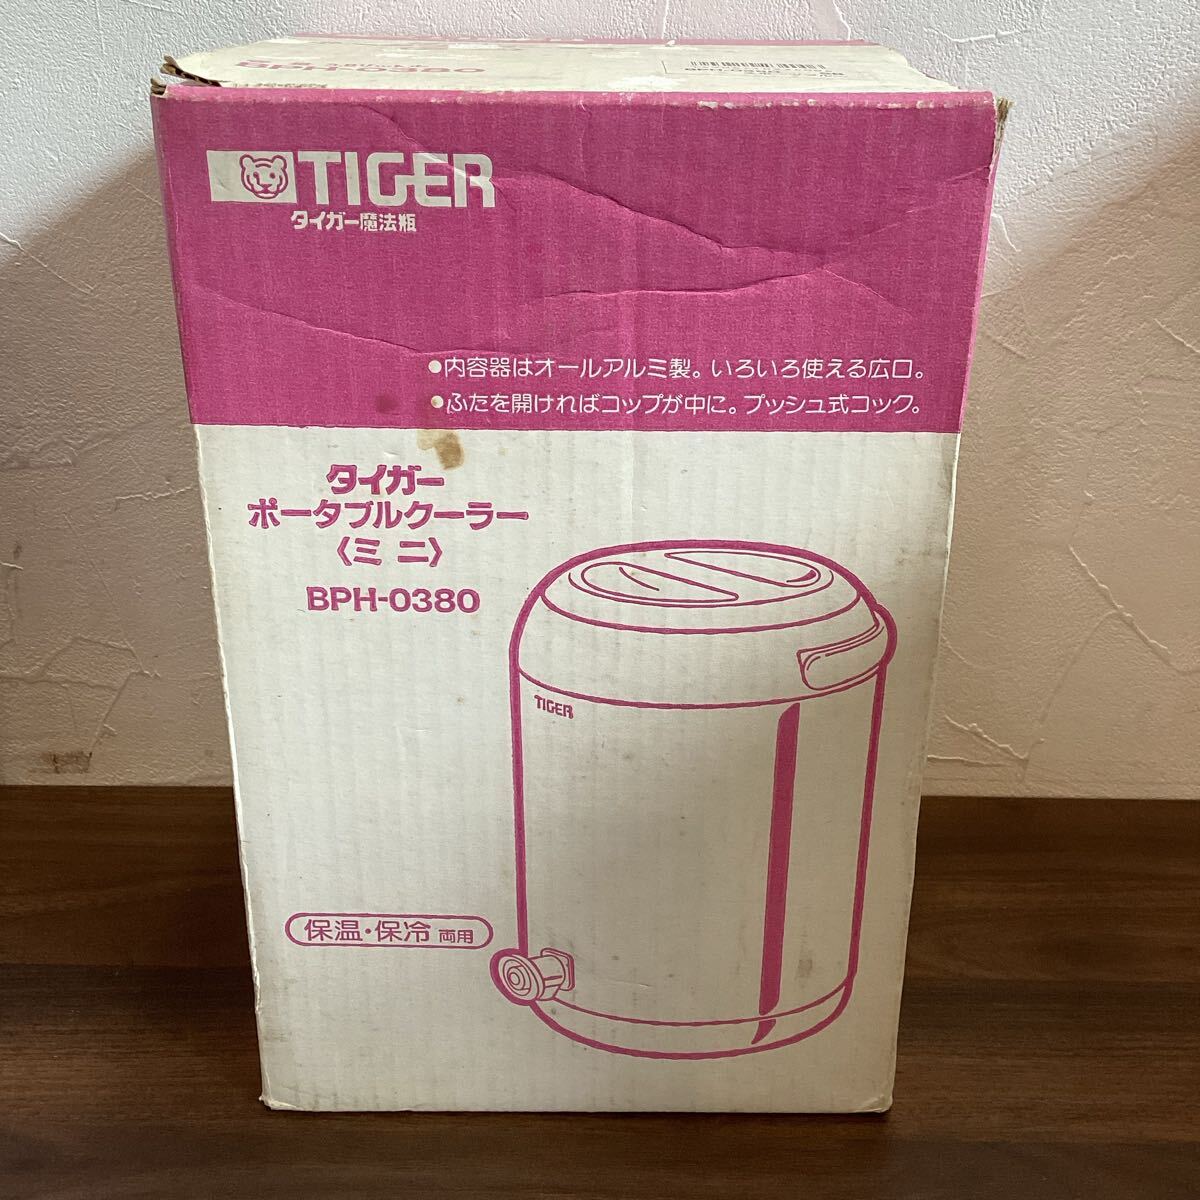 BPH-0380
TIGER
タイガー魔法瓶
●内容器はオールアルミ製。いろいろ使える広口。
●ふたを開ければコップが中に。プッシュ式コック。
タイガー
ポータブルクーラー
〈ミニ〉
BPH-0380
TIGER
保温・保冷 両用